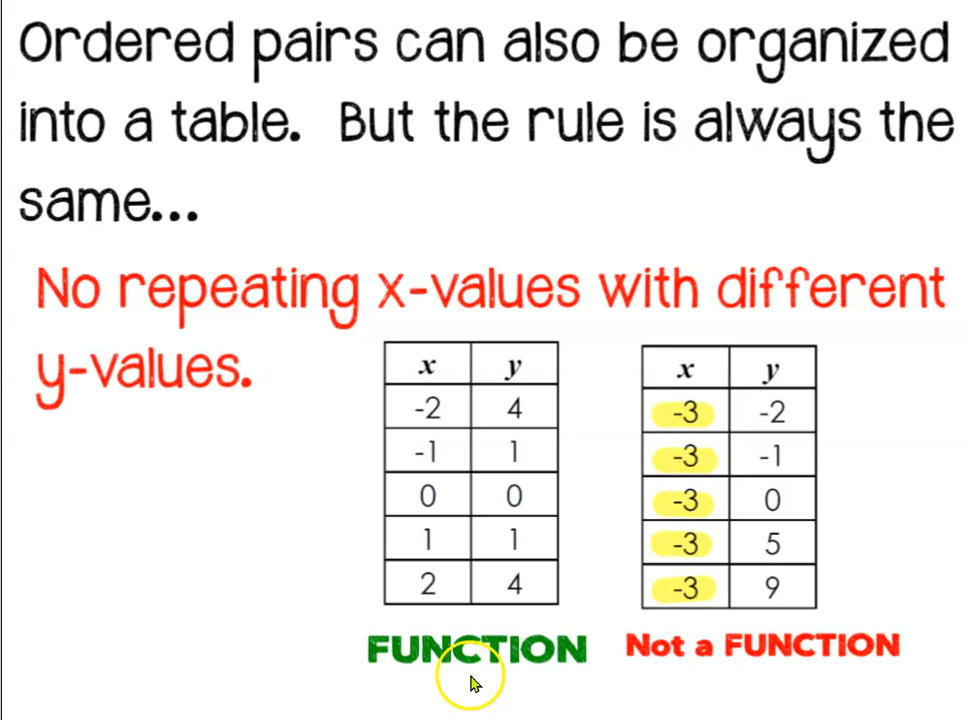 Ordered pairs can also be organized
into a table. But the rule is always the
same...
No repeating x-values with different
y-values.
x y
-2 4
-1 1
0 0
1 1
2 4
FUNCTION
x y
-3 -2
-3 -1
-3 0
-3 5
-3 9
Not a FUNCTION